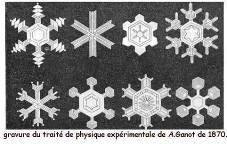 gravure du traité de physique expérimentale de A.Ganot de 1870.